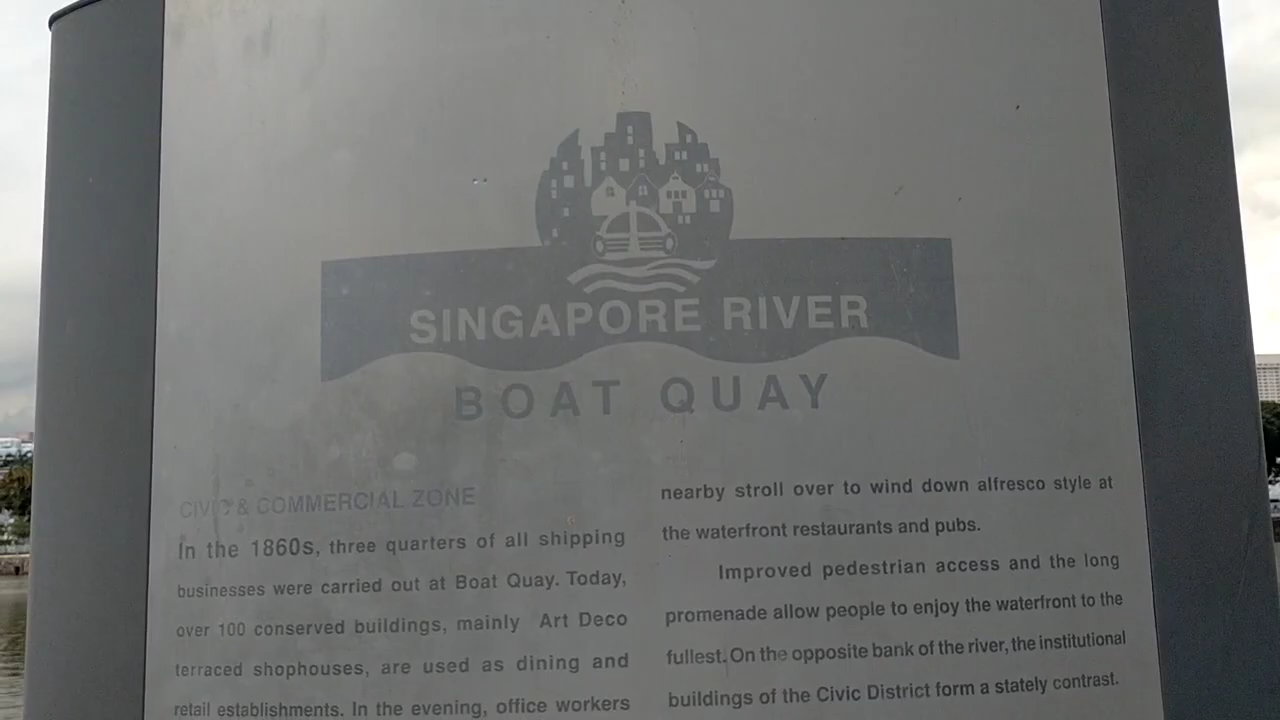 SINGAPORE RIVER
BOAT QUAY
CIVIC & COMMERCIAL ZONE
In the 1860s, three quarters of all shipping
businesses were carried out at Boat Quay. Today,
over 100 conserved buildings, mainly Art Deco
terraced shophouses, are used as dining and
retail establishments. In the evening, office workers
nearby stroll over to wind down alfresco style at
the waterfront restaurants and pubs.
Improved pedestrian access and the long
promenade allow people to enjoy the waterfront to the
fullest. On the opposite bank of the river, the institutional
buildings of the Civic District form a stately contrast.